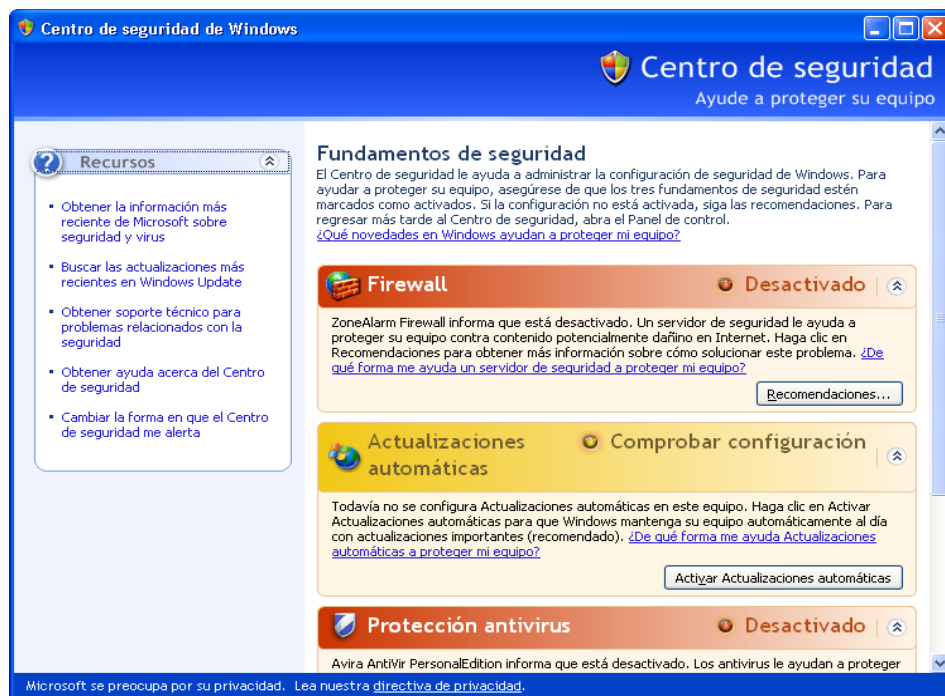 Centro de seguridad de Windows
Centro de seguridad
Ayude a proteger su equipo
Recursos
Obtener la información más
reciente de Microsoft sobre
seguridad y virus
Buscar las actualizaciones más
recientes en Windows Update
Obtener soporte técnico para
problemas relacionados con la
seguridad
Obtener ayuda acerca del Centro
de seguridad
Cambiar la forma en que el Centro
de seguridad me alerta
Fundamentos de seguridad
El Centro de seguridad le ayuda a administrar la configuración de seguridad de Windows. Para
ayudar a proteger su equipo, asegúrese de que los tres fundamentos de seguridad estén
marcados como activados. Si la configuración no está activada, siga las recomendaciones. Para
regresar más tarde al Centro de seguridad, abra el Panel de control.
¿Qué novedades en Windows ayudan a proteger mi equipo?
Firewall Desactivado
ZoneAlarm Firewall informa que está desactivado. Un servidor de seguridad le ayuda a
proteger su equipo contra contenido potencialmente dañino en Internet. Haga clic en
Recomendaciones para obtener más información sobre cómo solucionar este problema. ¿De
qué forma me ayuda un servidor de seguridad a proteger mi equipo?
Recomendaciones...
Actualizaciones Comprobar configuración
automáticas
Todavía no se configura Actualizaciones automáticas en este equipo. Haga clic en Activar
Actualizaciones automáticas para que Windows mantenga su equipo automáticamente al día
con actualizaciones importantes (recomendado). ¿De qué forma me ayuda Actualizaciones
automáticas a proteger mi equipo?
Activar Actualizaciones automáticas
Protección antivirus Desactivado
Avira AntiVir PersonalEdition informa que está desactivado. Los antivirus le ayudan a proteger
Microsoft se preocupa por su privacidad. Lea nuestra directiva de privacidad.